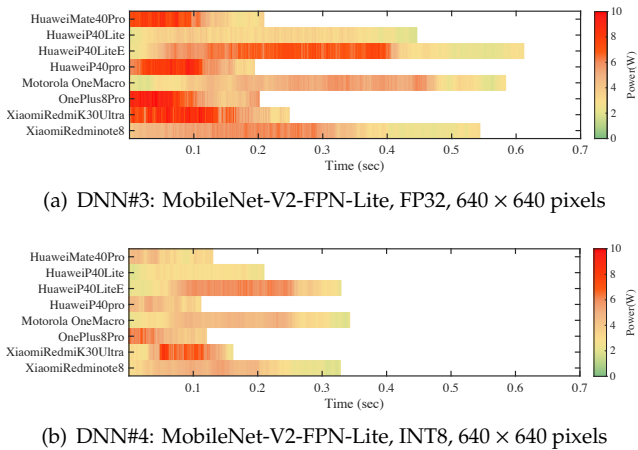 HuaweiMate40Pro
HuaweiP40Lite
HuaweiP40LiteE
HuaweiP40pro
Motorola OneMacro
OnePlus8Pro
XiaomiRedmiK30Ultra
XiaomiRedminote8
0.1 0.2 0.3 0.4 0.5 0.6 0.7
Time (sec)
10
8
6
4
2
0
Power(W)
(a) DNN#3: MobileNet-V2-FPN-Lite, FP32, 640 × 640 pixels
HuaweiMate40Pro
HuaweiP40Lite
HuaweiP40LiteE
HuaweiP40pro
Motorola OneMacro
OnePlus8Pro
XiaomiRedmiK30Ultra
XiaomiRedminote8
0.1 0.2 0.3 0.4 0.5 0.6 0.7
Time (sec)
10
8
6
4
2
0
Power(W)
(b) DNN#4: MobileNet-V2-FPN-Lite, INT8, 640 × 640 pixels